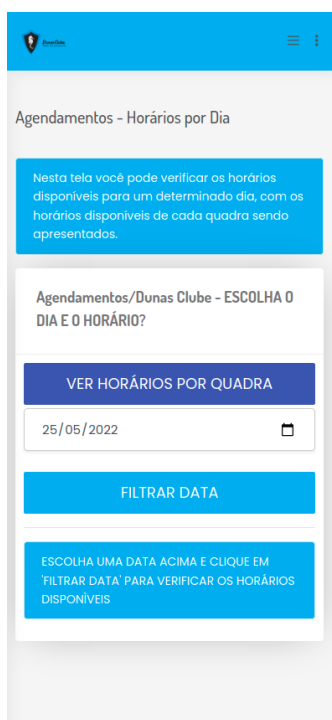 Dunas Clube
Agendamentos - Horários por Dia
Nesta tela você pode verificar os horários
disponíveis para um determinado dia, com os
horários disponíveis de cada quadra sendo
apresentados.
Agendamentos/Dunas Clube - ESCOLHA O
DIA E O HORÁRIO?
VER HORÁRIOS POR QUADRA
25/05/2022
FILTRAR DATA
ESCOLHA UMA DATA ACIMA E CLIQUE EM
'FILTRAR DATA' PARA VERIFICAR OS HORÁRIOS
DISPONÍVEIS